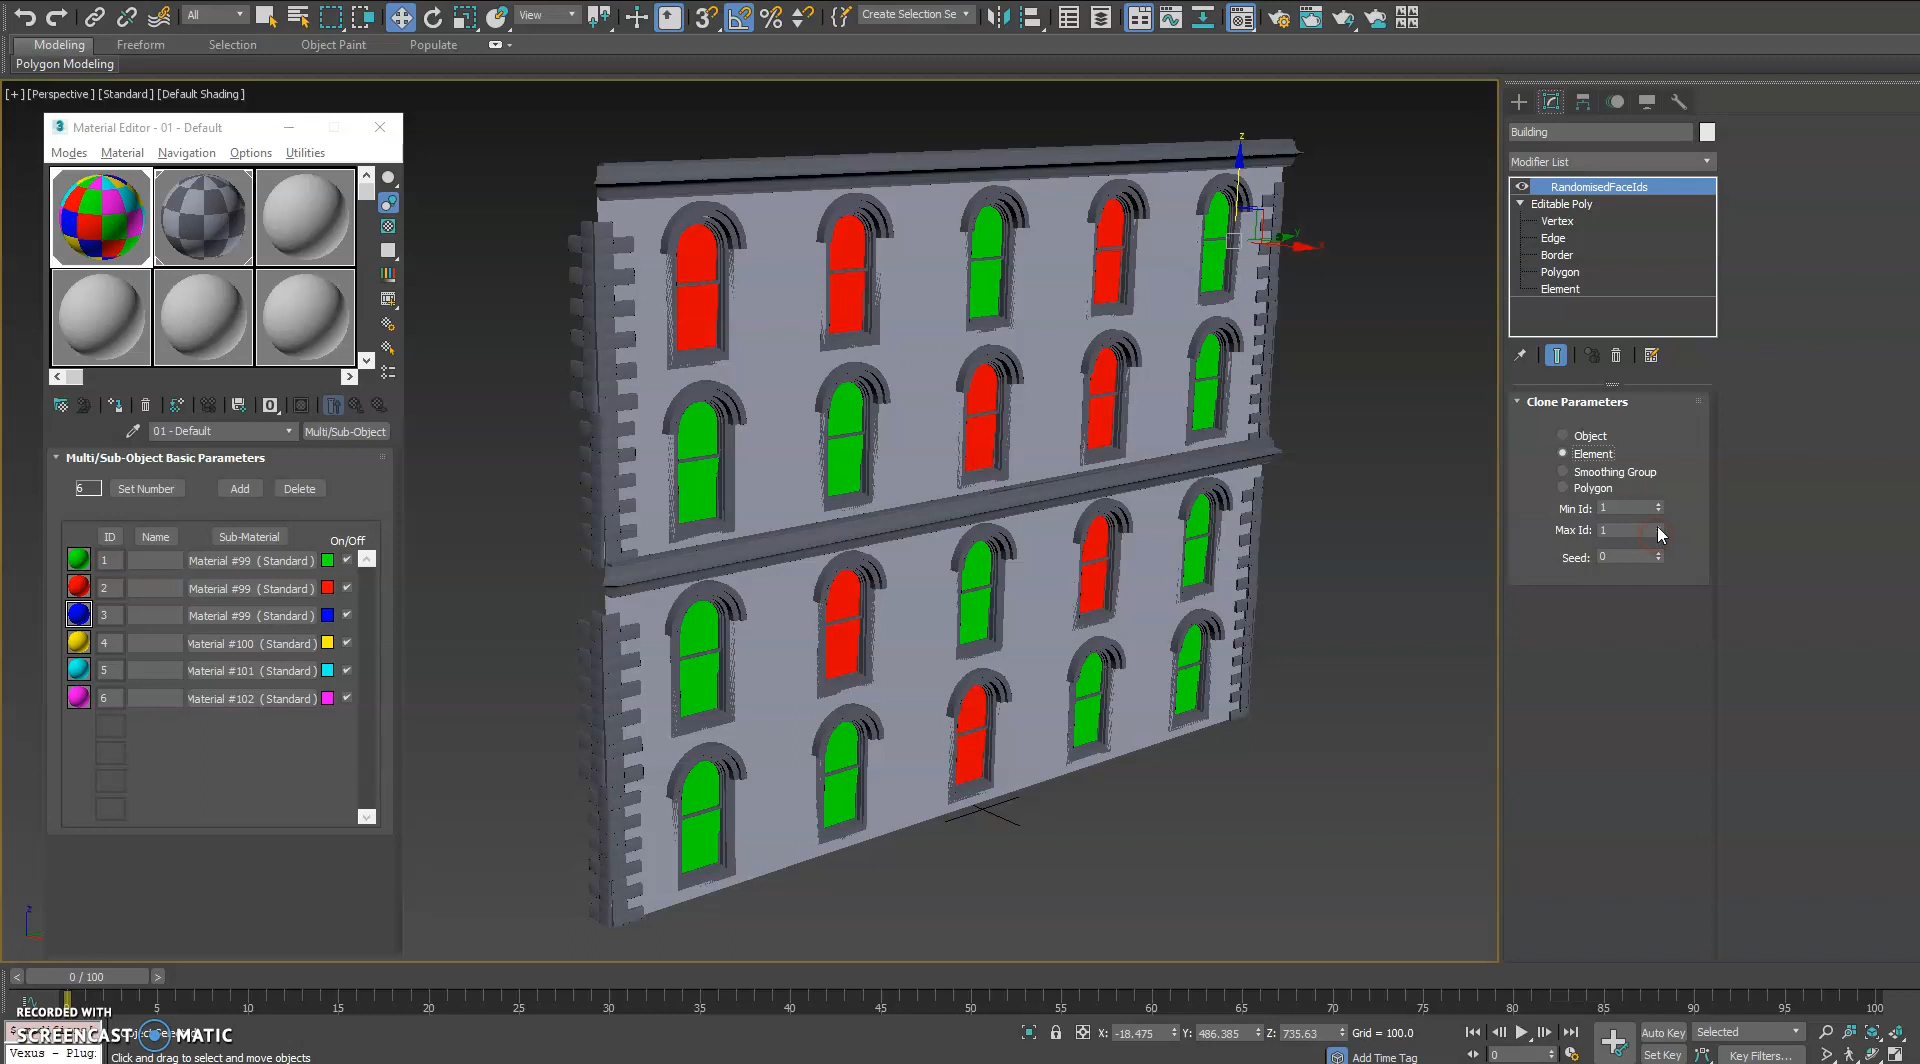 All
View
Create Selection Se
Modeling Freeform Selection Object Paint Populate
Polygon Modeling
[+] [Perspective] [Standard] [Default Shading]
Material Editor - 01 - Default
Modes Material Navigation Options Utilities
01 - Default Multi/Sub-Object
Multi/Sub-Object Basic Parameters
6 Set Number Add Delete
ID Name Sub-Material On/Off
1 Material #99 (Standard)
2 Material #99 (Standard)
3 Material #99 (Standard)
4 Material #100 (Standard)
5 Material #101 (Standard)
6 Material #102 (Standard)
z
Y
x
z
Building
Modifier List
RandomisedFaceIds
Editable Poly
Vertex
Edge
Border
Polygon
Element
Clone Parameters
Object
Element
Smoothing Group
Polygon
Min Id: 1
Max Id: 1
Seed: 0
< 0 / 100 >
0 5 10 15 20 25 30 35 40 45 50 55 60 65 70 75 80 85 90 95 100
RECORDED WITH
SCREENCAST MATIC
Vexus - Plug:
Click and drag to select and move objects
X: -18.475 Y: 486.385 Z: 735.63 Grid = 100.0
Add Time Tag
0
Auto Key Selected
Set Key Key Filters...